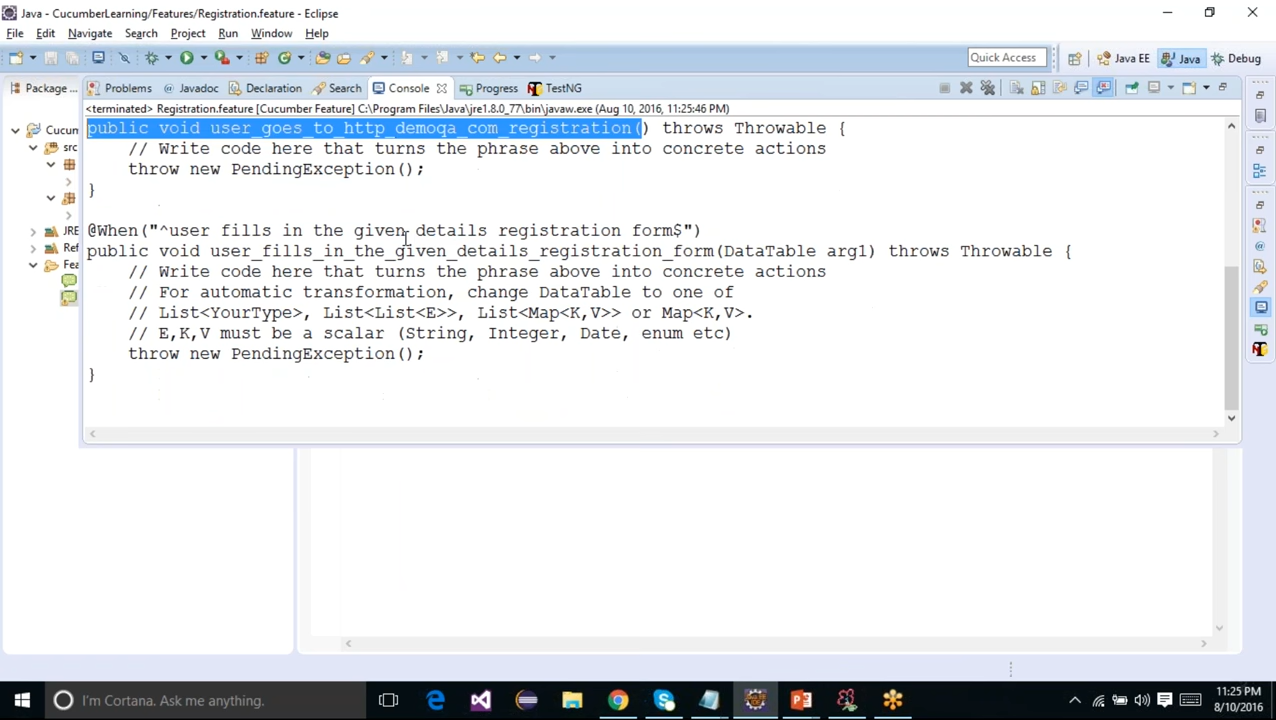 Java - CucumberLearning/Features/Registration.feature - Eclipse
File Edit Navigate Search Project Run Window Help
Quick Access Java EE Java Debug
Package Problems @ Javadoc Declaration Search Console Progress TestNG
<terminated> Registration.feature [Cucumber Feature] C:\Program Files\Java\jre1.8.0_77\bin\javaw.exe (Aug 10, 2016, 11:25:46 PM)
Cucum
src
JRE
Ref
Fea
public void user_goes_to_http_demoqa_com_registration() throws Throwable {
// Write code here that turns the phrase above into concrete actions
throw new PendingException();
}
@When("^user fills in the given details registration form$")
public void user_fills_in_the_given_details_registration_form(DataTable arg1) throws Throwable {
// Write code here that turns the phrase above into concrete actions
// For automatic transformation, change DataTable to one of
// List<YourType>, List<List<E>>, List<Map<K,V>> or Map<K,V>.
// E,K,V must be a scalar (String, Integer, Date, enum etc)
throw new PendingException();
}
I'm Cortana. Ask me anything.
11:25 PM
8/10/2016